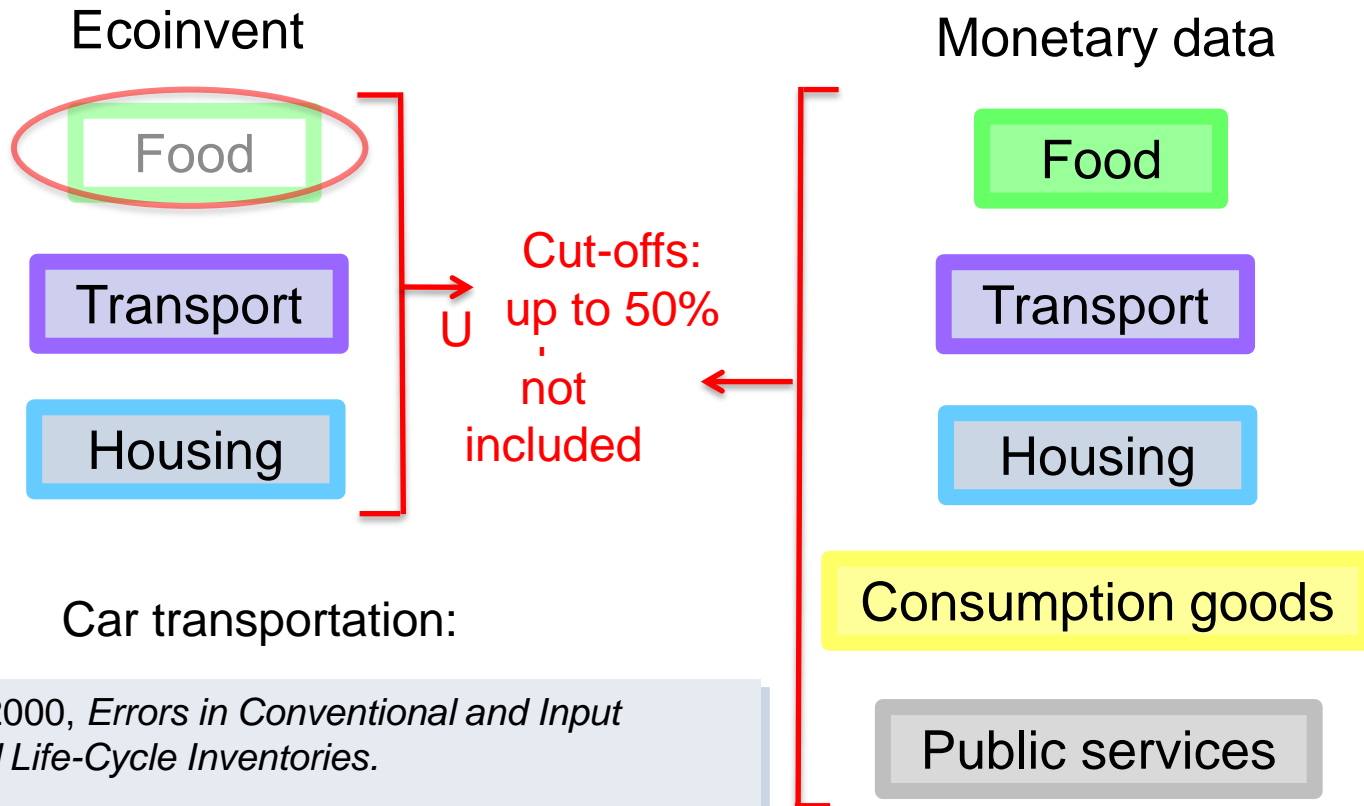 Ecoinvent
Food
Transport
Housing
Cut-offs:
up to 50%
U
not
included
Monetary data
Food
Transport
Housing
Consumption goods
Public services
Car transportation:
2000, Errors in Conventional and Input
Life-Cycle Inventories.